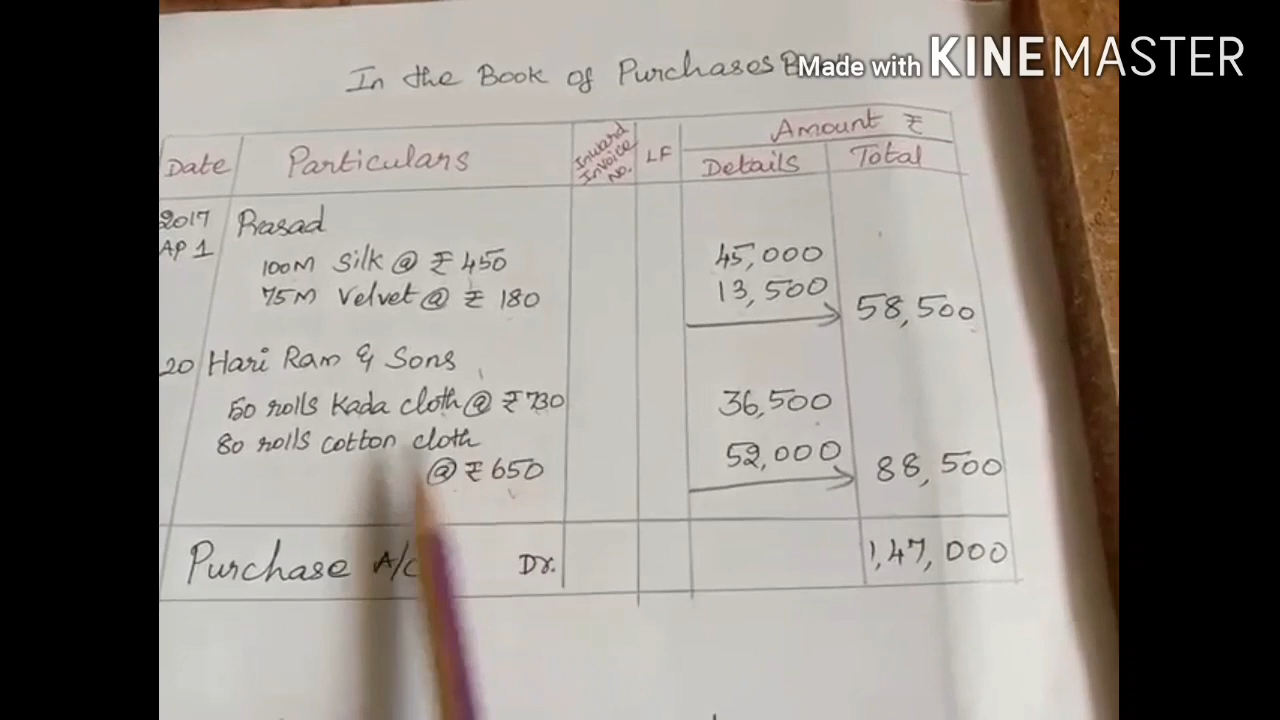 In the Book of Purchases
Made with KINEMASTER
Date Particulars Inward Invoice No. LF Amount ₹
Details Total
2017
AP 1
Prasad
100M Silk @ ₹ 450 45,000
75M Velvet @ ₹ 180 13,500 58,500
20 Hari Ram & Sons
50 rolls Kada cloth @ ₹ 730 36,500
80 rolls cotton cloth
@ ₹ 650 52,000 88,500
Purchase A/C Dr. 1,47,000